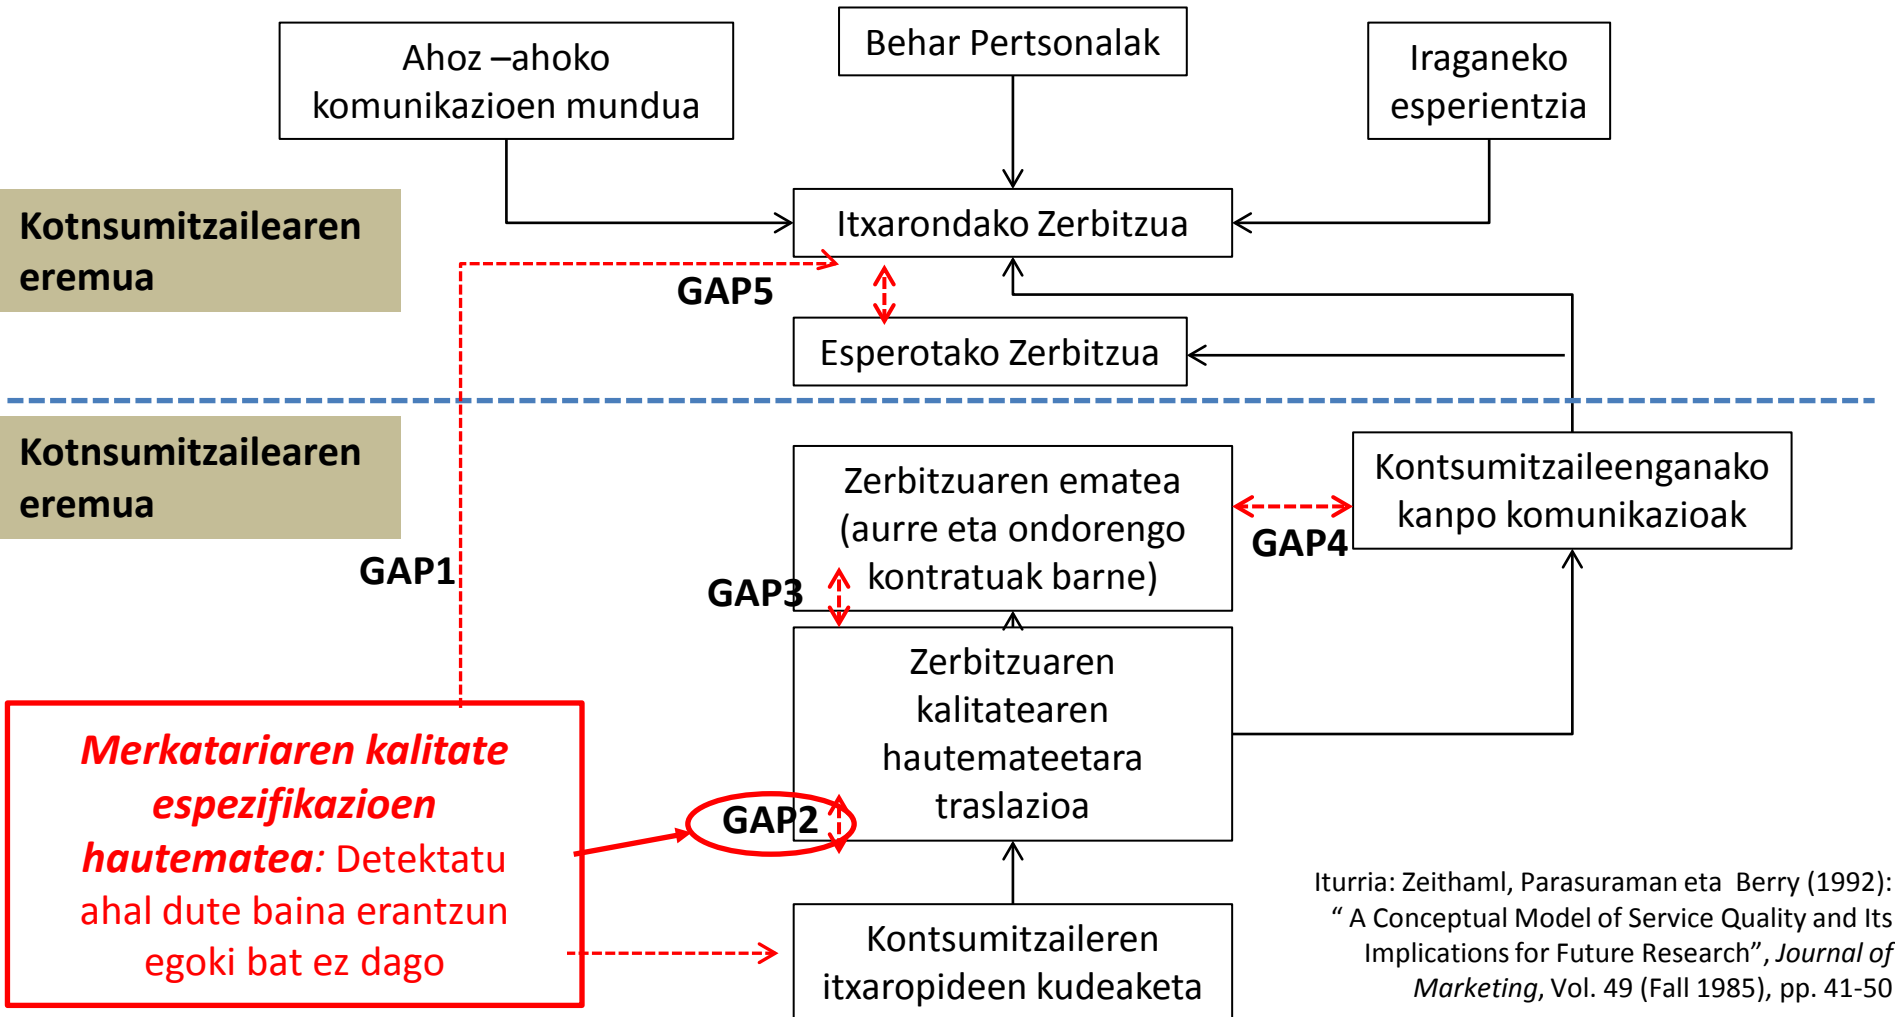 Ahoz –ahoko
komunikazioen mundua
Behar Pertsonalak
Iraganeko
esperientzia
Kotnsumitzailearen
eremua
Itxarondako Zerbitzua
GAP5
Esperotako Zerbitzua
Kotnsumitzailearen
eremua
Zerbitzuaren ematea
(aurre eta ondorengo
kontratuak barne)
Kontsumitzaileenganako
kanpo komunikazioak
GAP4
GAP1
GAP3
Zerbitzuaren
kalitatearen
hautemateetara
traslazioa
Merkatariaren kalitate
espezifikazioen
hautematea: Detektatu
ahal dute baina erantzun
egoki bat ez dago
GAP2
Kontsumitzaileren
itxaropideen kudeaketa
Iturria: Zeithaml, Parasuraman eta Berry (1992):
“ A Conceptual Model of Service Quality and Its
Implications for Future Research”, Journal of
Marketing, Vol. 49 (Fall 1985), pp. 41-50